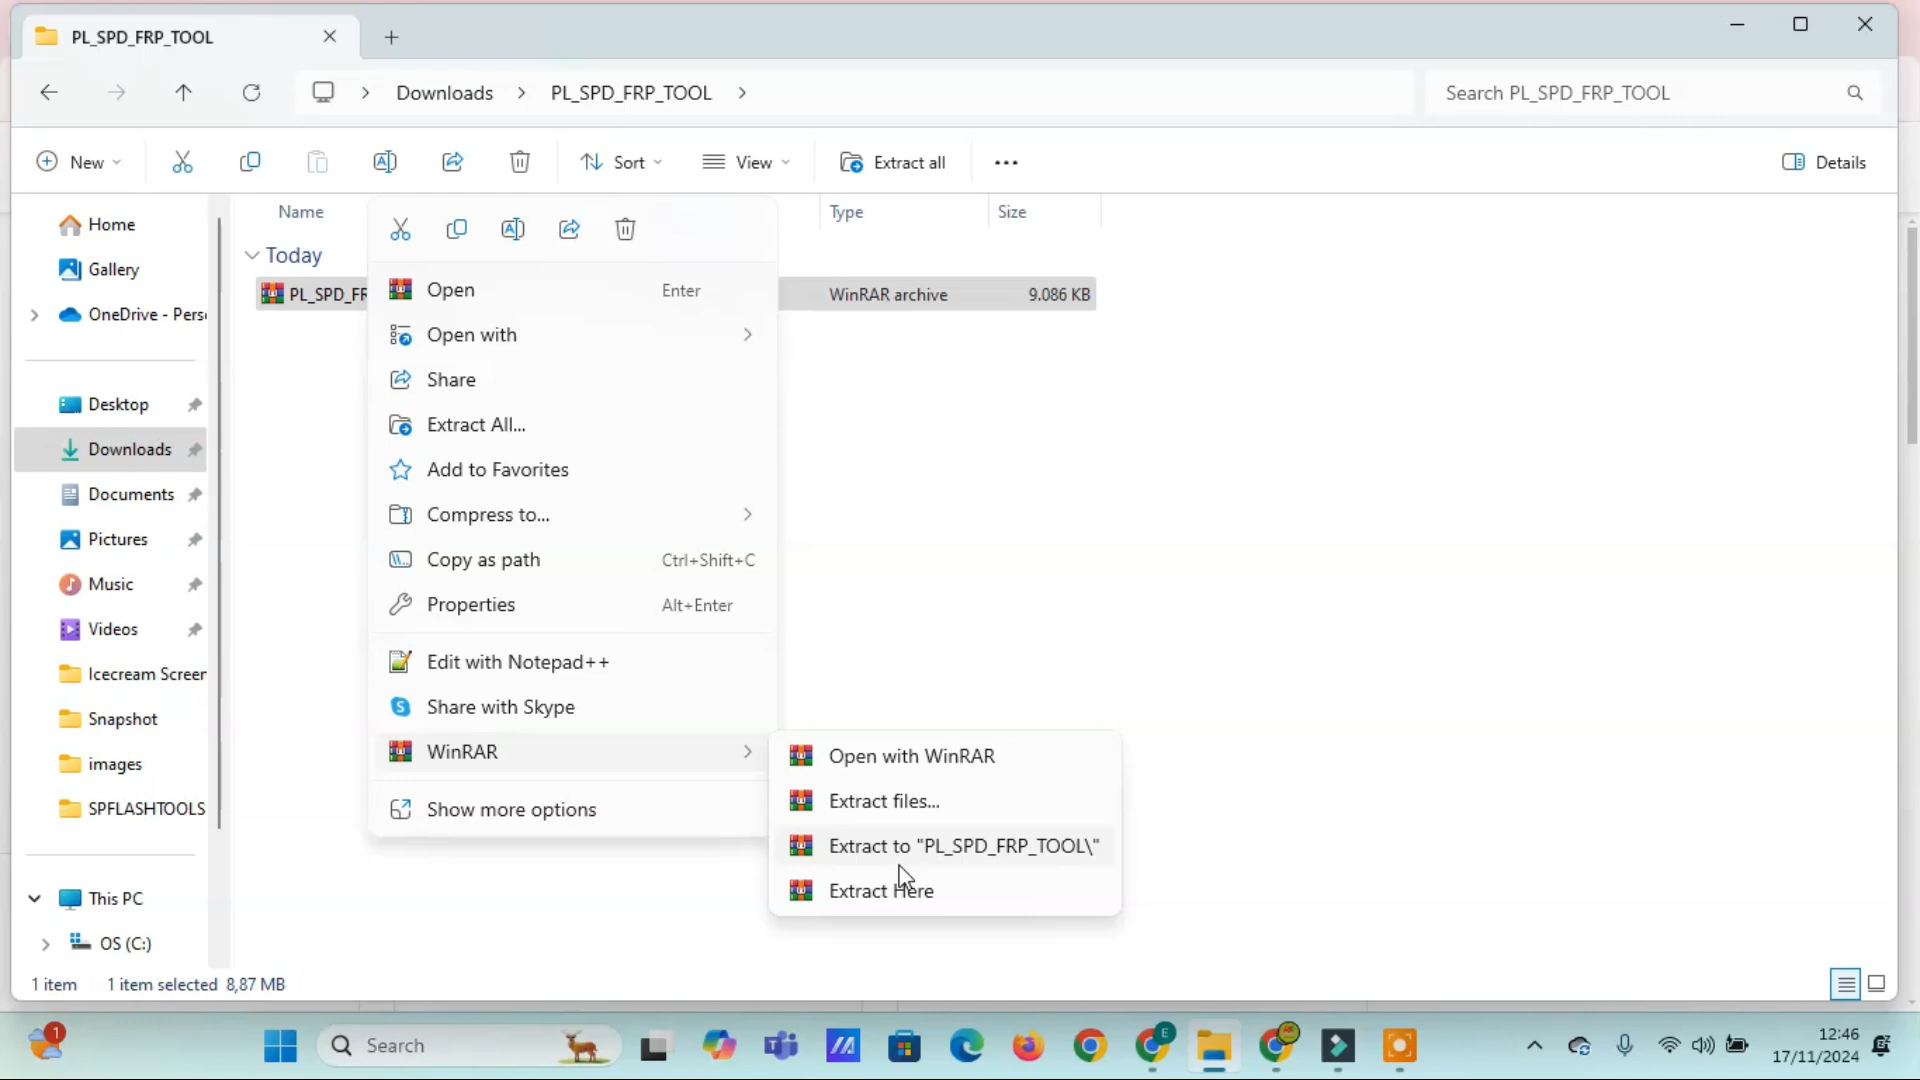 PL_SPD_FRP_TOOL
Downloads > PL_SPD_FRP_TOOL >
Search PL_SPD_FRP_TOOL
New
Sort
View
Extract all
Details
Name
Type
Size
Today
PL_SPD_FR
WinRAR archive
9.086 KB
Home
Gallery
OneDrive - Pers
Desktop
Downloads
Documents
Pictures
Music
Videos
Icecream Screen
Snapshot
images
SPFLASHTOOLS
This PC
OS (C:)
Open Enter
Open with
Share
Extract All...
Add to Favorites
Compress to...
Copy as path Ctrl+Shift+C
Properties Alt+Enter
Edit with Notepad++
Share with Skype
WinRAR
Show more options
Open with WinRAR
Extract files...
Extract to "PL_SPD_FRP_TOOL\"
Extract Here
1 item
1 item selected 8,87 MB
1
Search
E
12:46
17/11/2024